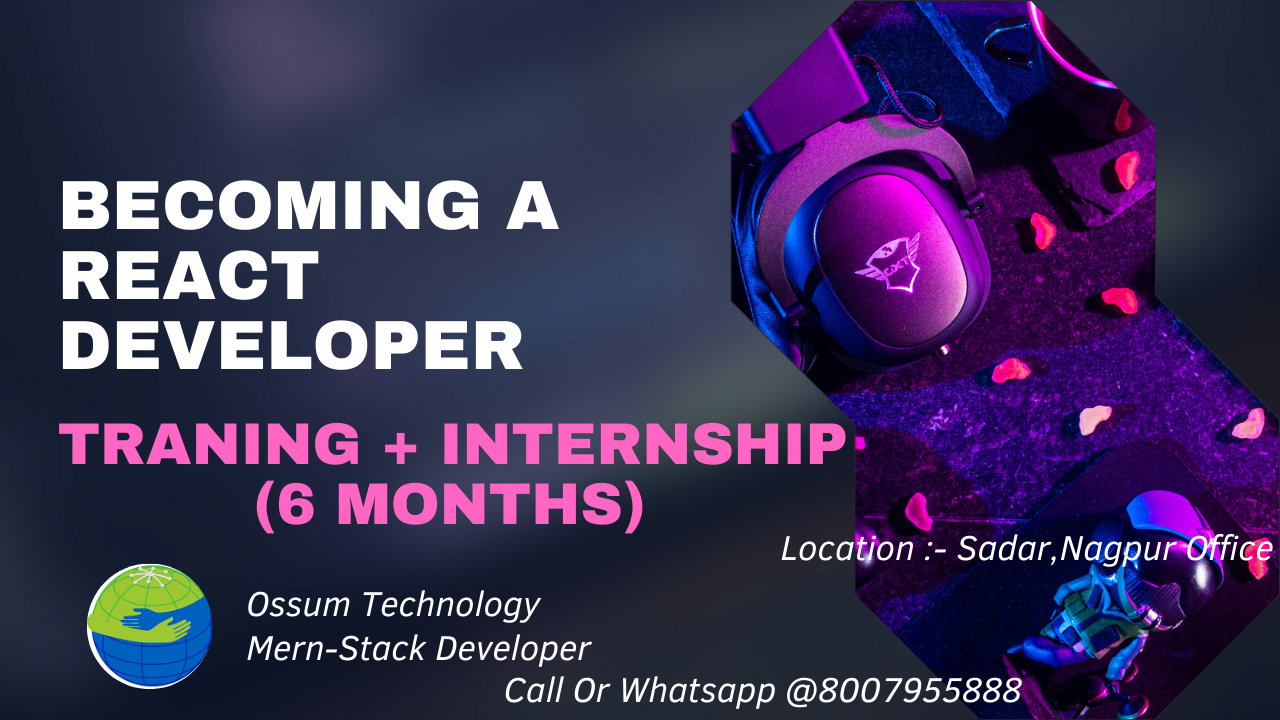 BECOMING A
REACT
DEVELOPER
TRANING + INTERNSHIP
(6 MONTHS)
Location :- Sadar,Nagpur Office
Ossum Technology
Mern-Stack Developer
Call Or Whatsapp @8007955888
GXT